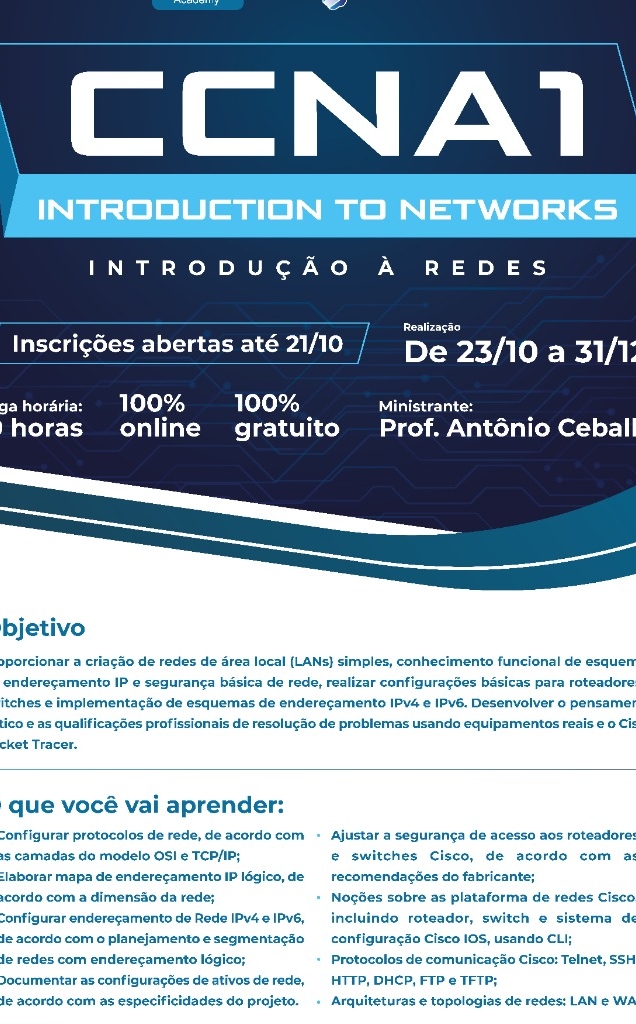 Academy
CCNA1
INTRODUCTION TO NETWORKS
INTRODUÇÃO À REDES
Inscrições abertas até 21/10
Realização
De 23/10 a 31/12
ga horária:
0 horas
100%
online
100%
gratuito
Ministrante:
Prof. Antônio Ceball
Objetivo
oporcionar a criação de redes de área local (LANs) simples, conhecimento funcional de esquem
endereçamento IP e segurança básica de rede, realizar configurações básicas para roteadores
itches e implementação de esquemas de endereçamento IPv4 e IPv6. Desenvolver o pensamen
tico e as qualificações profissionais de resolução de problemas usando equipamentos reais e o Cis
cket Tracer.
O que você vai aprender:
Configurar protocolos de rede, de acordo com
as camadas do modelo OSI e TCP/IP;
Elaborar mapa de endereçamento IP lógico, de
acordo com a dimensão da rede;
Configurar endereçamento de Rede IPv4 e IPv6,
de acordo com o planejamento e segmentação
de redes com endereçamento lógico;
Documentar as configurações de ativos de rede,
de acordo com as especificidades do projeto.
• Ajustar a segurança de acesso aos roteadores
e switches Cisco, de acordo com as
recomendações do fabricante;
• Noções sobre as plataforma de redes Cisco,
incluindo roteador, switch e sistema de
configuração Cisco IOS, usando CLI;
• Protocolos de comunicação Cisco: Telnet, SSH,
HTTP, DHCP, FTP e TFTP;
• Arquiteturas e topologias de redes: LAN e WA